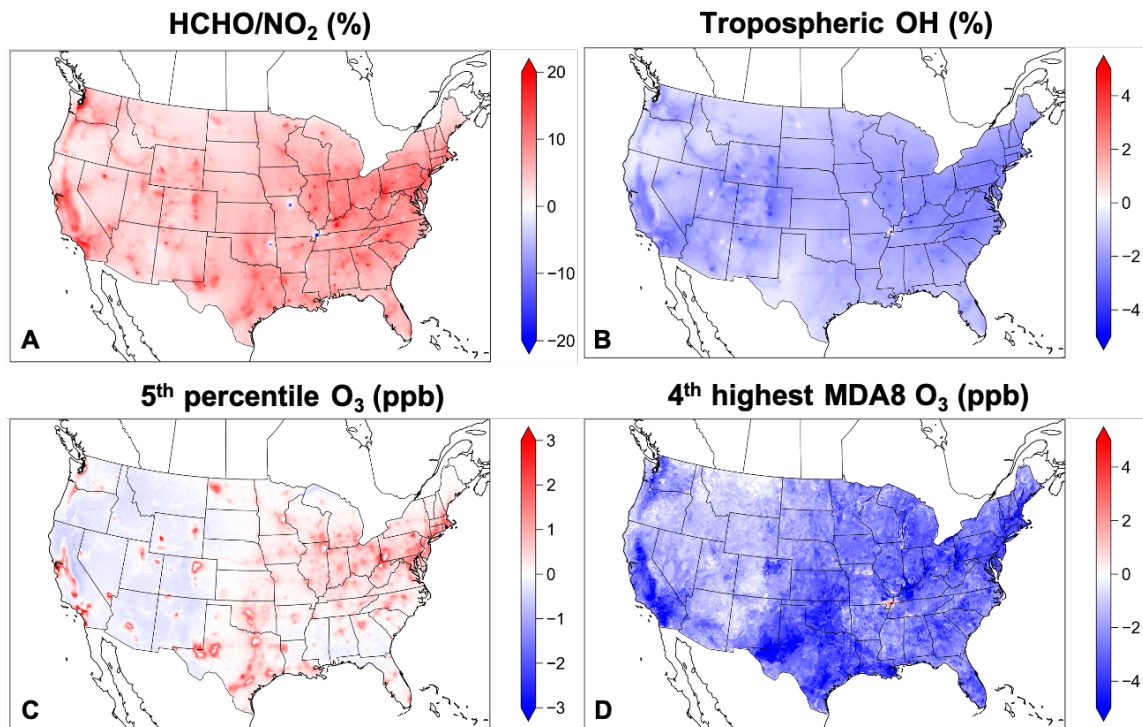 HCHO/NO₂ (%)
20
10
0
−10
−20
A
Tropospheric OH (%)
4
2
0
−2
−4
B
5ᵗʰ percentile O₃ (ppb)
3
2
1
0
−1
−2
−3
C
4ᵗʰ highest MDA8 O₃ (ppb)
4
2
0
−2
−4
D